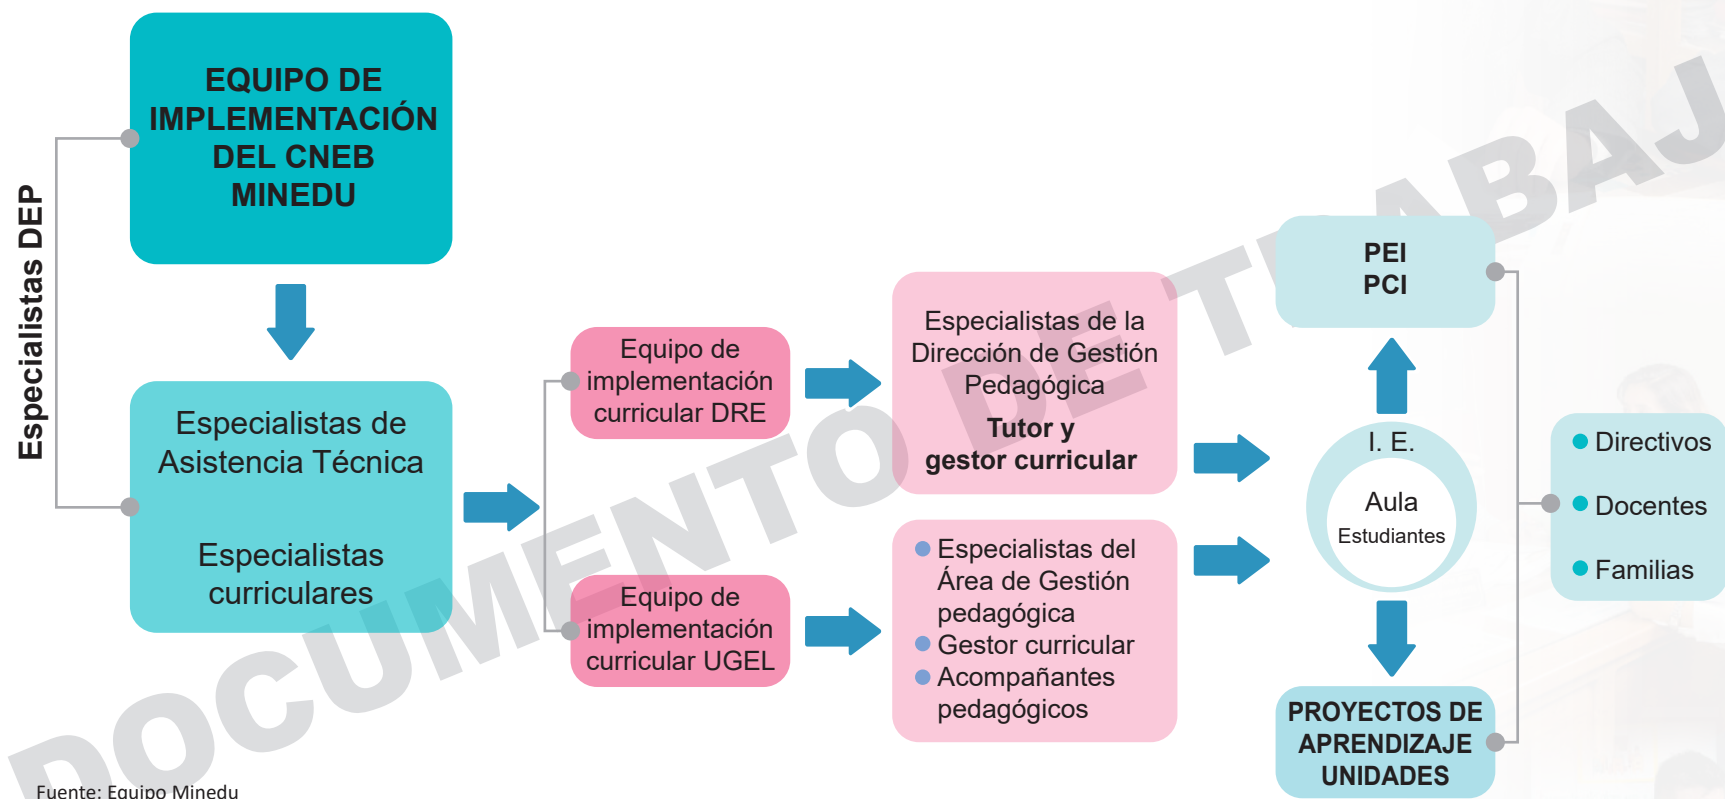 Especialistas DEP
EQUIPO DE
IMPLEMENTACIÓN
DEL CNEB
MINEDU
Especialistas de
Asistencia Técnica
Especialistas
curriculares
Equipo de
implementación
curricular DRE
Equipo de
implementación
curricular UGEL
Especialistas de la
Dirección de Gestión
Pedagógica
Tutor y
gestor curricular
Especialistas del
Área de Gestión
pedagógica
Gestor curricular
Acompañantes
pedagógicos
PEI
PCI
I. E.
Aula
Estudiantes
PROYECTOS DE
APRENDIZAJE
UNIDADES
Directivos
Docentes
Familias
DOCUMENTO DE TRABAJ
Fuente: Equipo Minedu